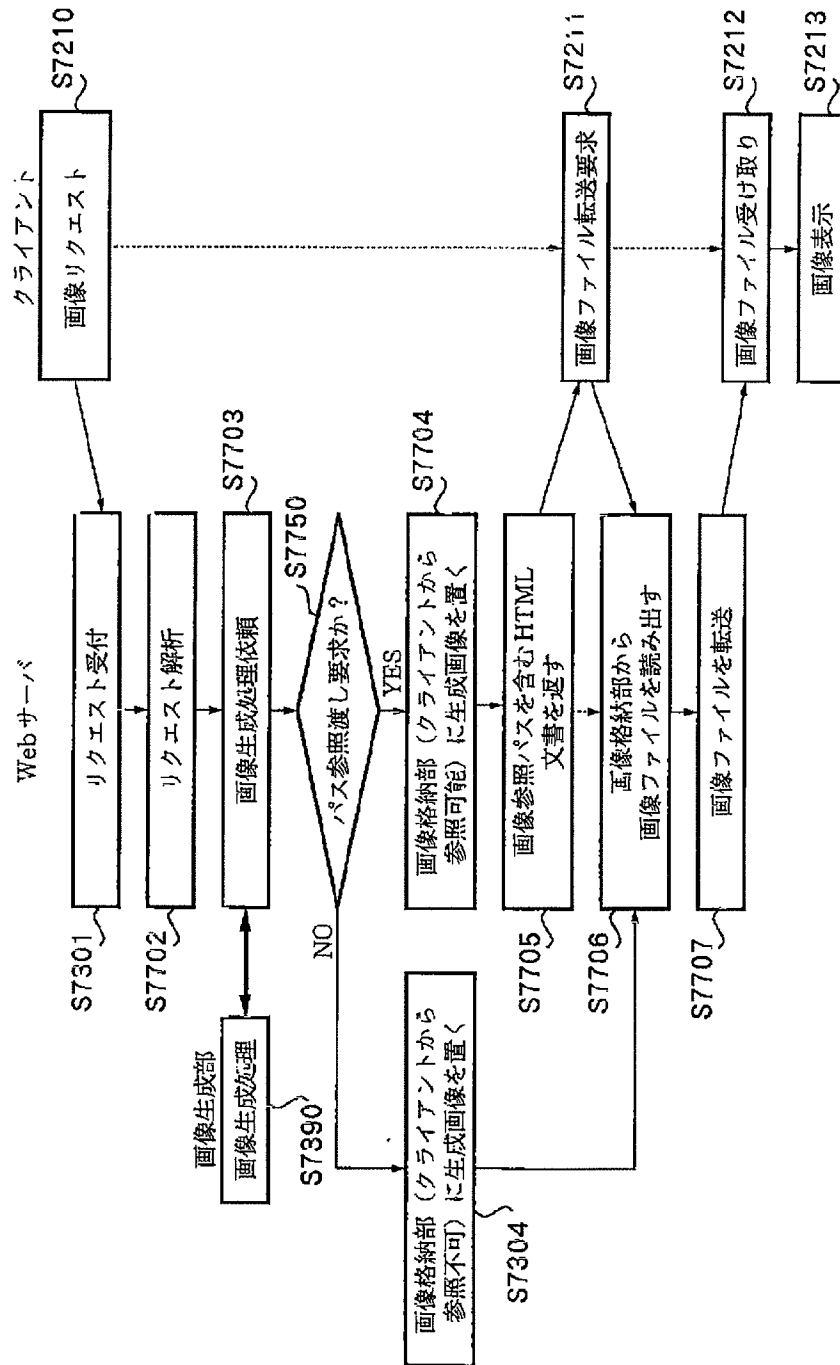 クライアント
画像リクエスト
S7210
Webサーバ
リクエスト受付
S7301
リクエスト解析
S7702
画像生成部
画像生成処理
S7390
画像生成処理依頼
S7703
パス参照渡し要求か?
S7750
NO
YES
画像格納部(クライアントから
参照不可)に生成画像を置く
S7304
画像格納部(クライアントから
参照可能)に生成画像を置く
S7704
画像参照パスを含むHTML
文書を返す
S7705
画像ファイル転送要求
S7211
画像格納部から
画像ファイルを読み出す
S7706
画像ファイルを転送
S7707
画像ファイル受け取り
S7212
画像表示
S7213